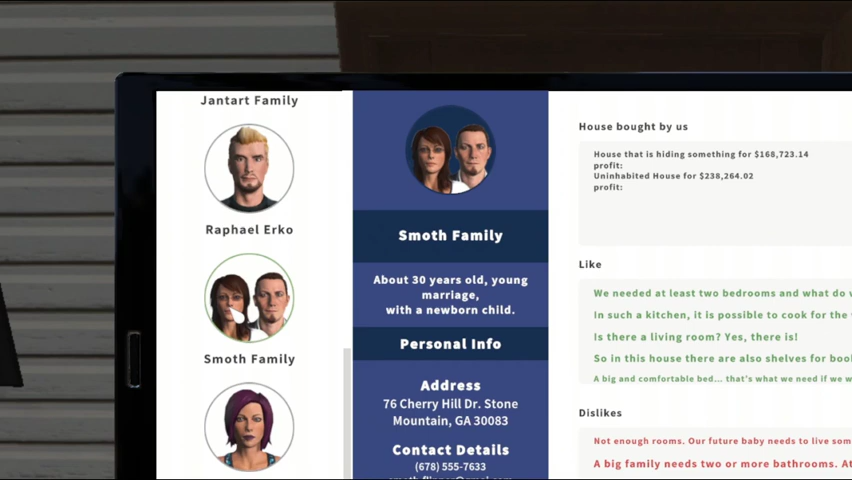 Jantart Family
Raphael Erko
Smoth Family
Smoth Family
About 30 years old, young
marriage,
with a newborn child.
Personal Info
Address
76 Cherry Hill Dr. Stone
Mountain, GA 30083
Contact Details
(678) 555-7633
House bought by us
House that is hiding something for $168,723.14
profit:
Uninhabited House for $238,264.02
profit:
Like
We needed at least two bedrooms and what do
In such a kitchen, it is possible to cook for the
Is there a living room? Yes, there is!
So in this house there are also shelves for
A big and comfortable bed... that's what we need if we
Dislikes
Not enough rooms. Our future baby needs to live
A big family needs two or more bathrooms.